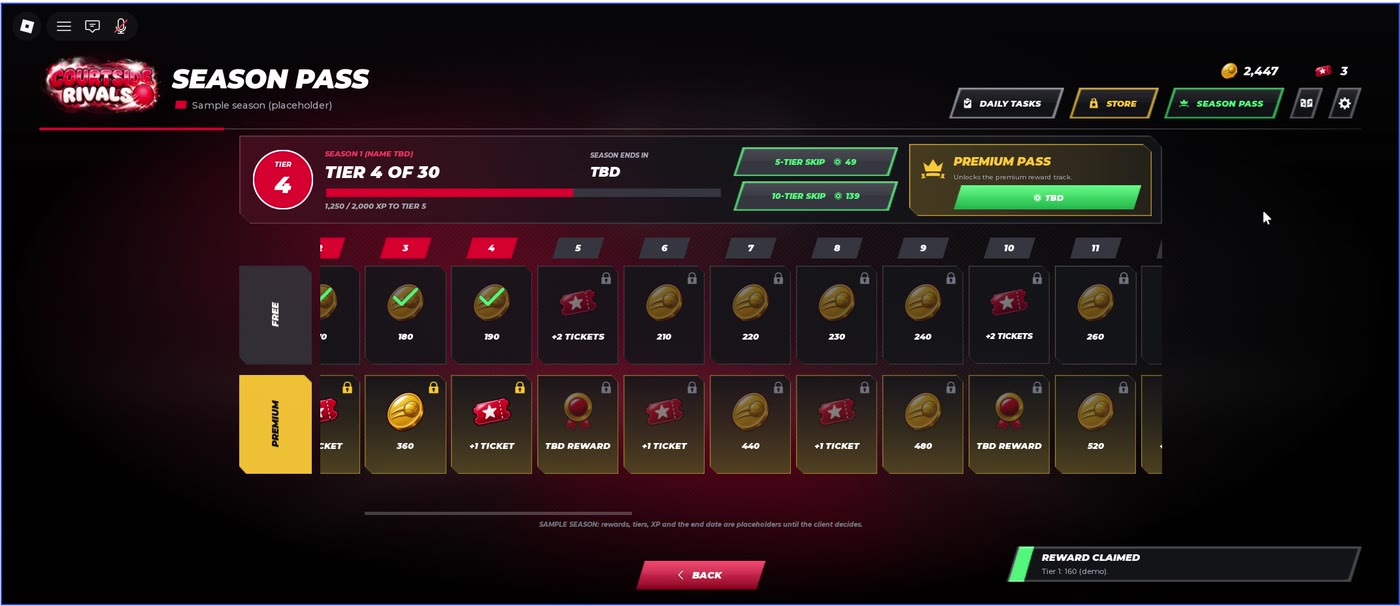 COURTSIDE
RIVALS
SEASON PASS
Sample season (placeholder)
2,447
3
DAILY TASKS
STORE
SEASON PASS
TIER
4
SEASON 1 (NAME TBD)
TIER 4 OF 30
1,250 / 2,000 XP TO TIER 5
SEASON ENDS IN
TBD
5-TIER SKIP 49
10-TIER SKIP 139
PREMIUM PASS
Unlocks the premium reward track.
TBD
2 3 4 5 6 7 8 9 10 11
FREE
70 180 190 +2 TICKETS 210 220 230 240 +2 TICKETS 260
PREMIUM
CKET 360 +1 TICKET TBD REWARD +1 TICKET 440 +1 TICKET 480 TBD REWARD 520
SAMPLE SEASON: rewards, tiers, XP and the end date are placeholders until the client decides.
BACK
REWARD CLAIMED
Tier 1: 160 (demo).